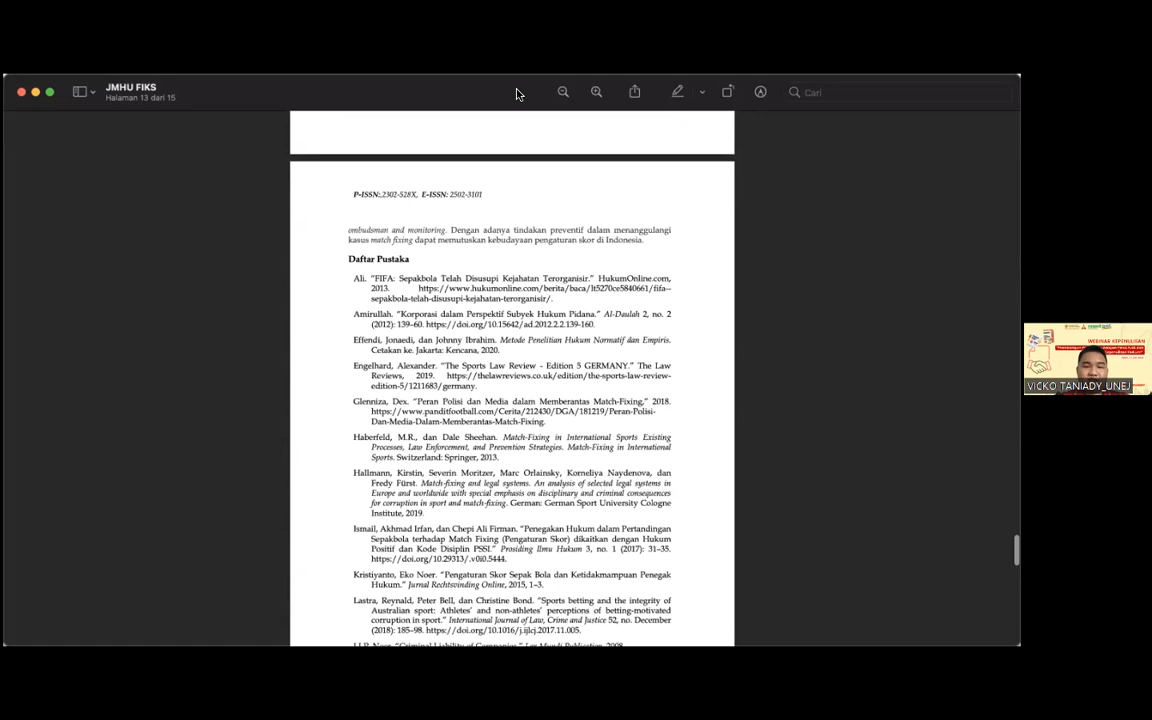 JMHU FIKS
Halaman 13 dari 15
Cari
P-ISSN:,2302-528X, E-ISSN: 2502-3101
ombudsman and monitoring. Dengan adanya tindakan preventif dalam menanggulangi
kasus match fixing dapat memutuskan kebudayaan pengaturan skor di Indonesia.
Daftar Pustaka
Ali. “FIFA: Sepakbola Telah Disusupi Kejahatan Terorganisir.” HukumOnline.com,
2013. https://www.hukumonline.com/berita/baca/lt5270ce5840661/fifa--
sepakbola-telah-disusupi-kejahatan-terorganisir/.
Amirullah. “Korporasi dalam Perspektif Subyek Hukum Pidana.” Al-Daulah 2, no. 2
(2012): 139–60. https://doi.org/10.15642/ad.2012.2.2.139-160.
Effendi, Jonaedi, dan Johnny Ibrahim. Metode Penelitian Hukum Normatif dan Empiris.
Cetakan ke. Jakarta: Kencana, 2020.
Engelhard, Alexander. “The Sports Law Review - Edition 5 GERMANY.” The Law
Reviews, 2019. https://thelawreviews.co.uk/edition/the-sports-law-review-
edition-5/1211683/germany.
Glenniza, Dex. “Peran Polisi dan Media dalam Memberantas Match-Fixing,” 2018.
https://www.panditfootball.com/Cerita/212430/DGA/181219/Peran-Polisi-
Dan-Media-Dalam-Memberantas-Match-Fixing.
Haberfeld, M.R., dan Dale Sheehan. Match-Fixing in International Sports Existing
Processes, Law Enforcement, and Prevention Strategies. Match-Fixing in International
Sports. Switzerland: Springer, 2013.
Hallmann, Kirstin, Severin Moritzer, Marc Orlainsky, Korneliya Naydenova, dan
Fredy Fürst. Match-fixing and legal systems. An analysis of selected legal systems in
Europe and worldwide with special emphasis on disciplinary and criminal consequences
for corruption in sport and match-fixing. German: German Sport University Cologne
Institute, 2019.
Ismail, Akhmad Irfan, dan Chepi Ali Firman. “Penegakan Hukum dalam Pertandingan
Sepakbola terhadap Match Fixing (Pengaturan Skor) dikaitkan dengan Hukum
Positif dan Kode Disiplin PSSI.” Prosiding Ilmu Hukum 3, no. 1 (2017): 31–35.
https://doi.org/10.29313/.v0i0.5444.
Kristiyanto, Eko Noer. “Pengaturan Skor Sepak Bola dan Ketidakmampuan Penegak
Hukum.” Jurnal Rechtsvinding Online, 2015, 1–3.
Lastra, Reynald, Peter Bell, dan Christine Bond. “Sports betting and the integrity of
Australian sport: Athletes’ and non-athletes’ perceptions of betting-motivated
corruption in sport.” International Journal of Law, Crime and Justice 52, no. December
(2018): 185–98. https://doi.org/10.1016/j.ijlcj.2017.11.005.
WEBINAR KEPENULISAN
VICKO TANIADY_UNEJ